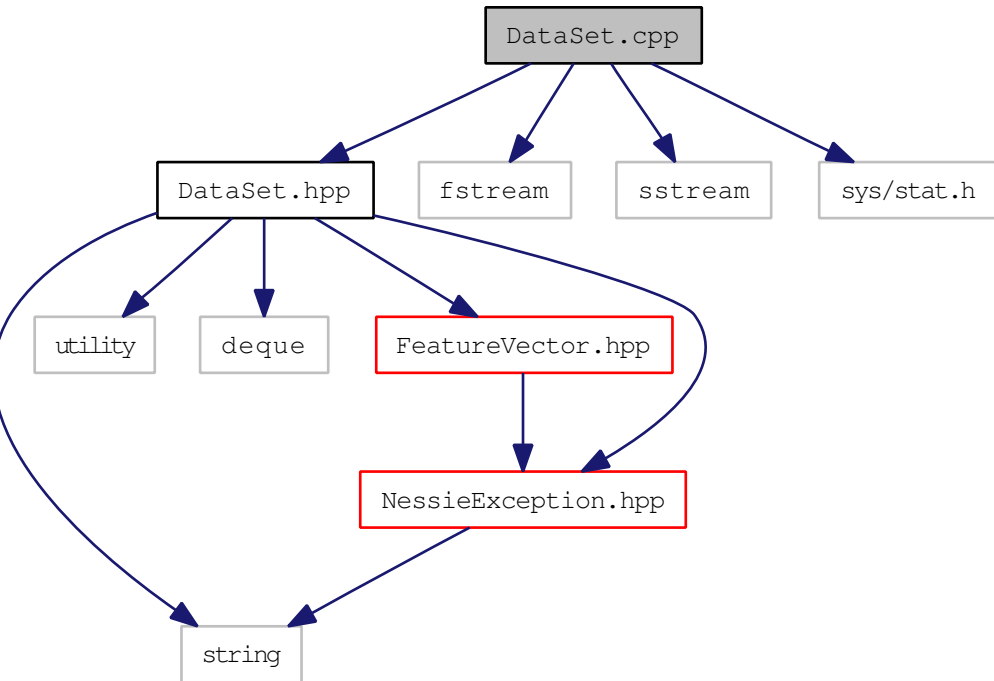 DataSet.cpp
DataSet.hpp
fstream
sstream
sys/stat.h
utility
deque
FeatureVector.hpp
NessieException.hpp
string